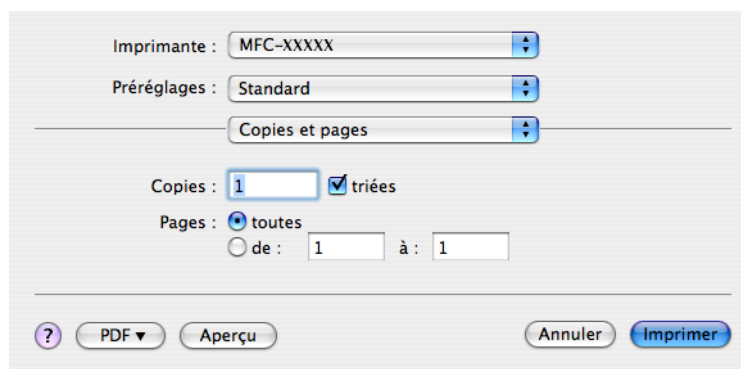 Imprimante : MFC-XXXXX
Préréglages : Standard
Copies et pages
Copies : 1 triées
Pages : toutes
de : 1 à : 1
? PDF▼ Aperçu Annuler Imprimer